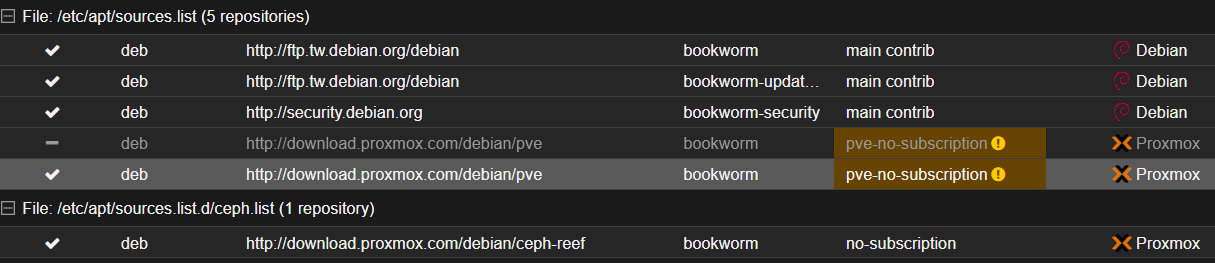 File: /etc/apt/sources.list (5 repositories)
deb http://ftp.tw.debian.org/debian bookworm main contrib Debian
deb http://ftp.tw.debian.org/debian bookworm-updat… main contrib Debian
deb http://security.debian.org bookworm-security main contrib Debian
deb http://download.proxmox.com/debian/pve bookworm pve-no-subscription Proxmox
deb http://download.proxmox.com/debian/pve bookworm pve-no-subscription Proxmox
File: /etc/apt/sources.list.d/ceph.list (1 repository)
deb http://download.proxmox.com/debian/ceph-reef bookworm no-subscription Proxmox